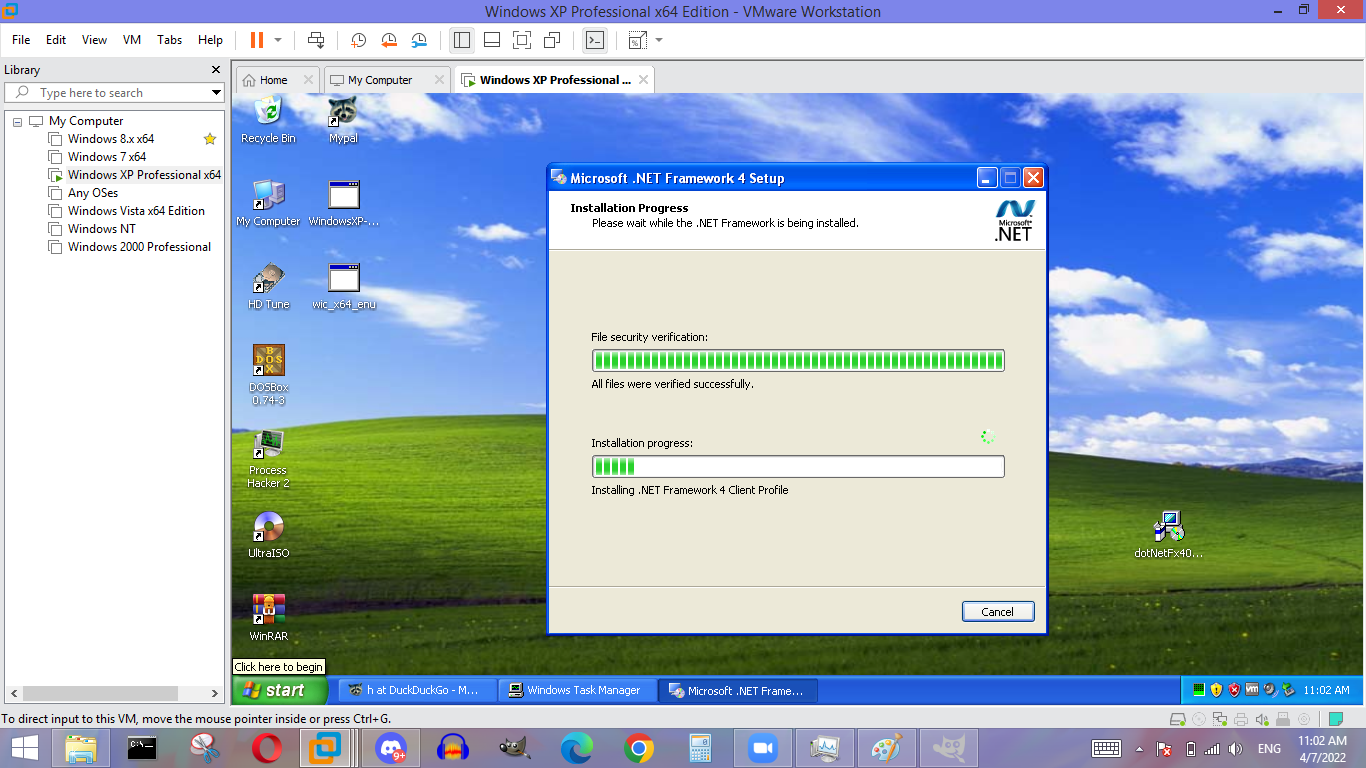 Windows XP Professional x64 Edition - VMware Workstation
File Edit View VM Tabs Help
Library
Type here to search
My Computer
Windows 8.x x64
Windows 7 x64
Windows XP Professional x64
Any OSes
Windows Vista x64 Edition
Windows NT
Windows 2000 Professional
Home
My Computer
Windows XP Professional ...
Recycle Bin
Mypal
My Computer
WindowsXP-...
HD Tune
wic_x64_enu
BOX
DOS
DOSBox
0.74-3
Process
Hacker 2
UltraISO
WinRAR
Microsoft .NET Framework 4 Setup
Installation Progress
Please wait while the .NET Framework is being installed.
Microsoft
.NET
File security verification:
All files were verified successfully.
Installation progress:
Installing .NET Framework 4 Client Profile
Cancel
dotNetFx40...
Click here to begin
start
h at DuckDuckGo - M...
Windows Task Manager
Microsoft .NET Frame...
vm
11:02 AM
To direct input to this VM, move the mouse pointer inside or press Ctrl+G.
C:\_
9+
ENG
11:02 AM
4/7/2022